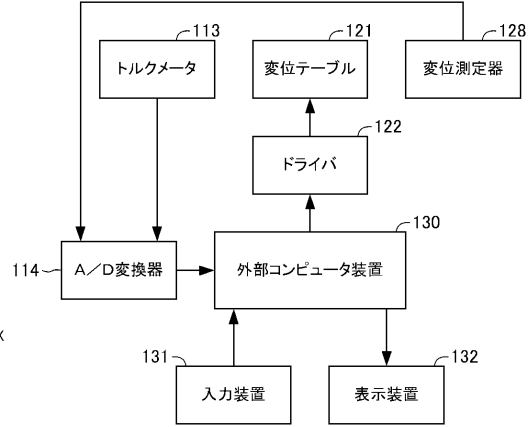 113
トルクメータ
121
変位テーブル
128
変位測定器
122
ドライバ
130
外部コンピュータ装置
114
A/D変換器
131
入力装置
132
表示装置